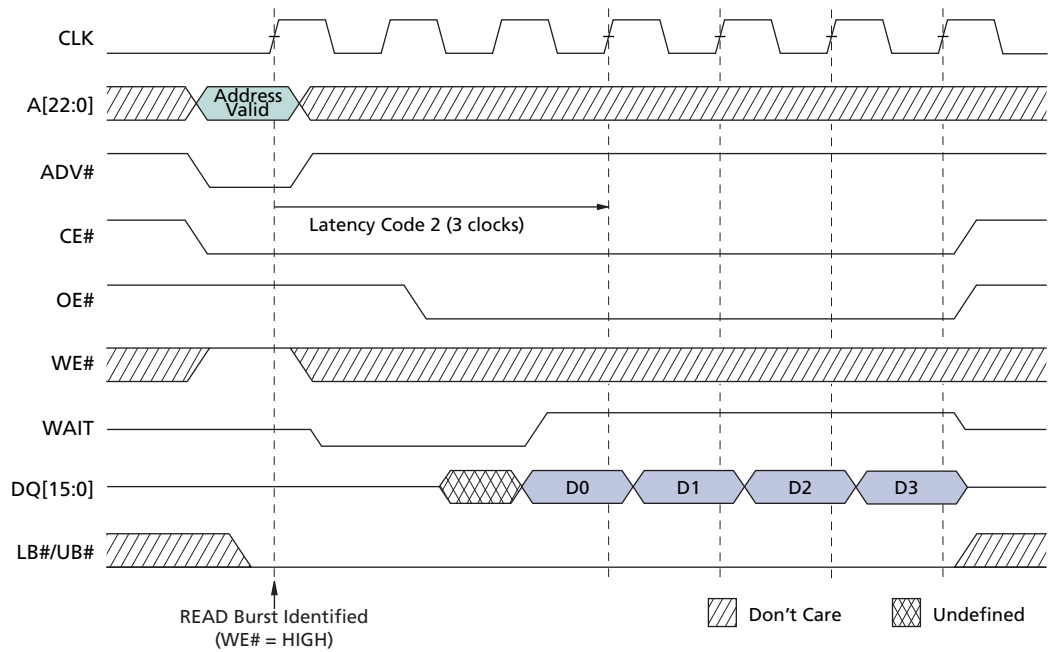 CLK
A[22:0]
Address
Valid
ADV#
Latency Code 2 (3 clocks)
CE#
OE#
WE#
WAIT
DQ[15:0]
D0 D1 D2 D3
LB#/UB#
READ Burst Identified
(WE# = HIGH)
Don't Care
Undefined